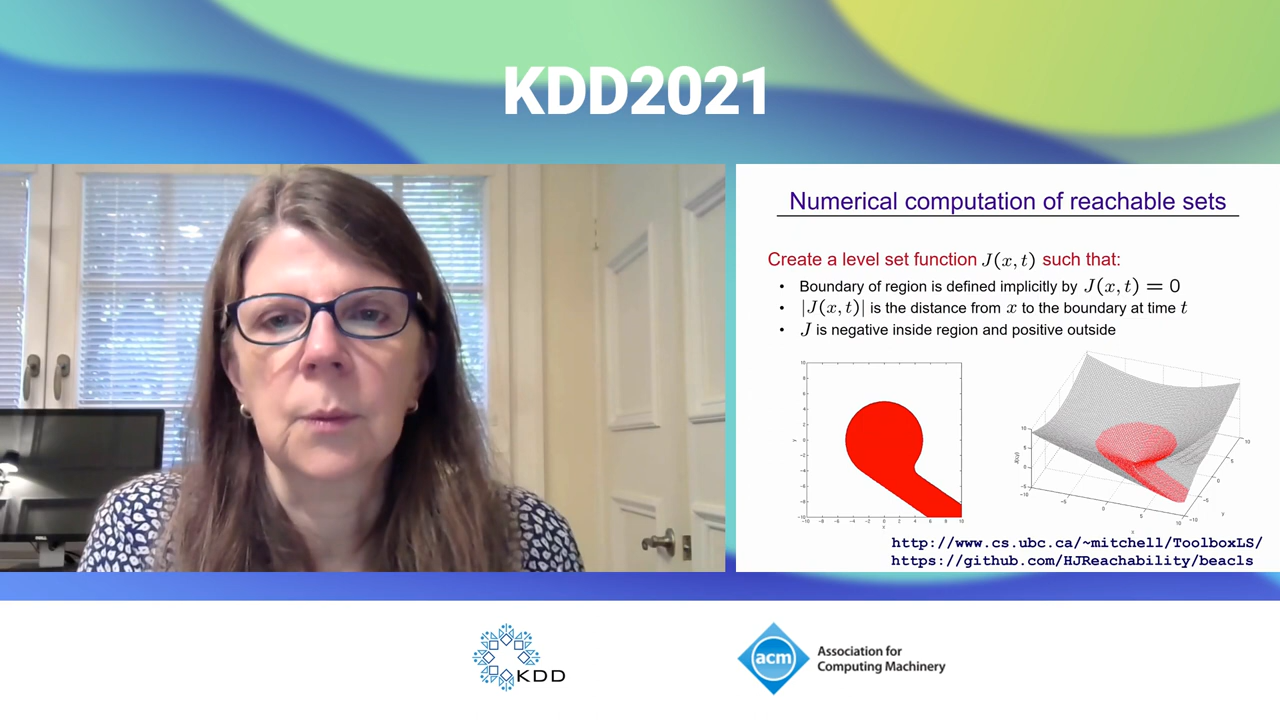 KDD2021
Numerical computation of reachable sets
Create a level set function J(x, t) such that:
• Boundary of region is defined implicitly by J(x, t) = 0
• |J(x, t)| is the distance from x to the boundary at time t
• J is negative inside region and positive outside
http://www.cs.ubc.ca/~mitchell/ToolboxLS/
https://github.com/HJReachability/beacls
KDD
acm
Association for
Computing Machinery